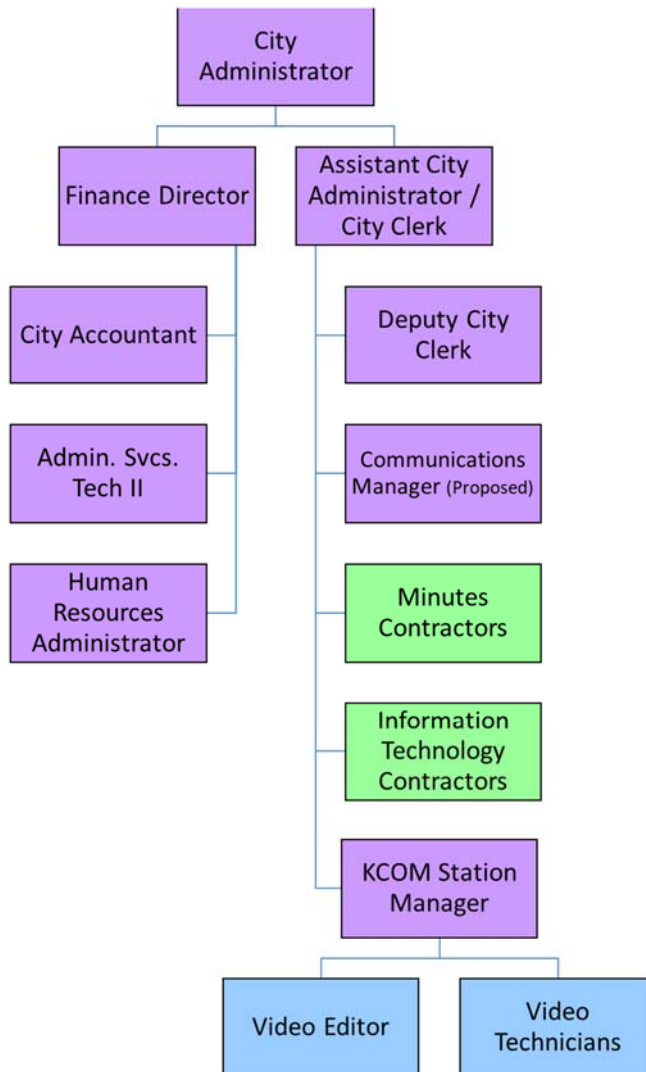 City
Administrator
Finance Director
Assistant City
Administrator /
City Clerk
City Accountant
Deputy City
Clerk
Admin. Svcs.
Tech II
Communications
Manager (Proposed)
Human
Resources
Administrator
Minutes
Contractors
Information
Technology
Contractors
KCOM Station
Manager
Video Editor
Video
Technicians